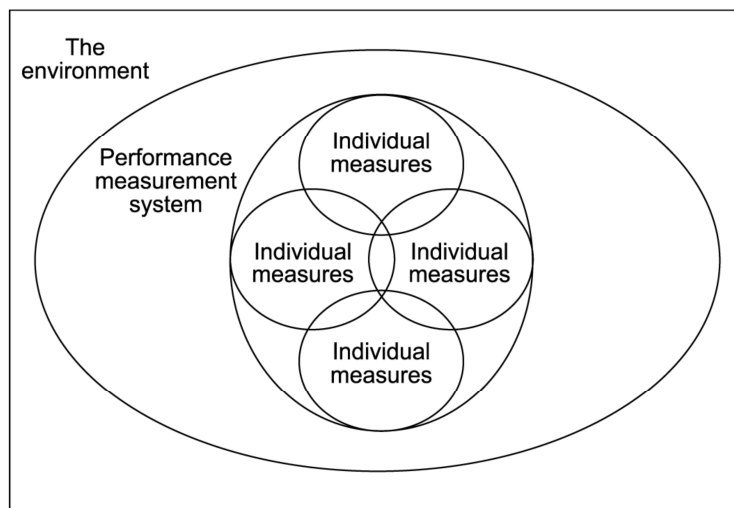 The
environment
Performance
measurement
system
Individual
measures
Individual
measures
Individual
measures
Individual
measures